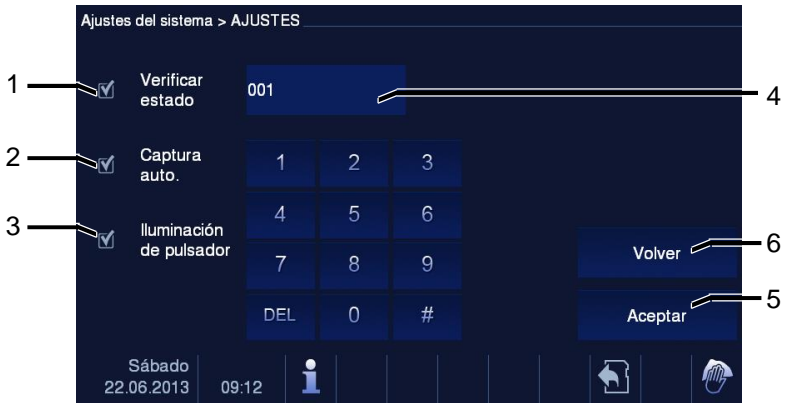 Ajustes del sistema > AJUSTES
1
Verificar
estado
001
4
2
Captura
auto.
1 2 3
3
Iluminación
de pulsador
4 5 6
7 8 9
Volver
6
DEL 0 #
Aceptar
5
Sábado
22.06.2013 09:12
i